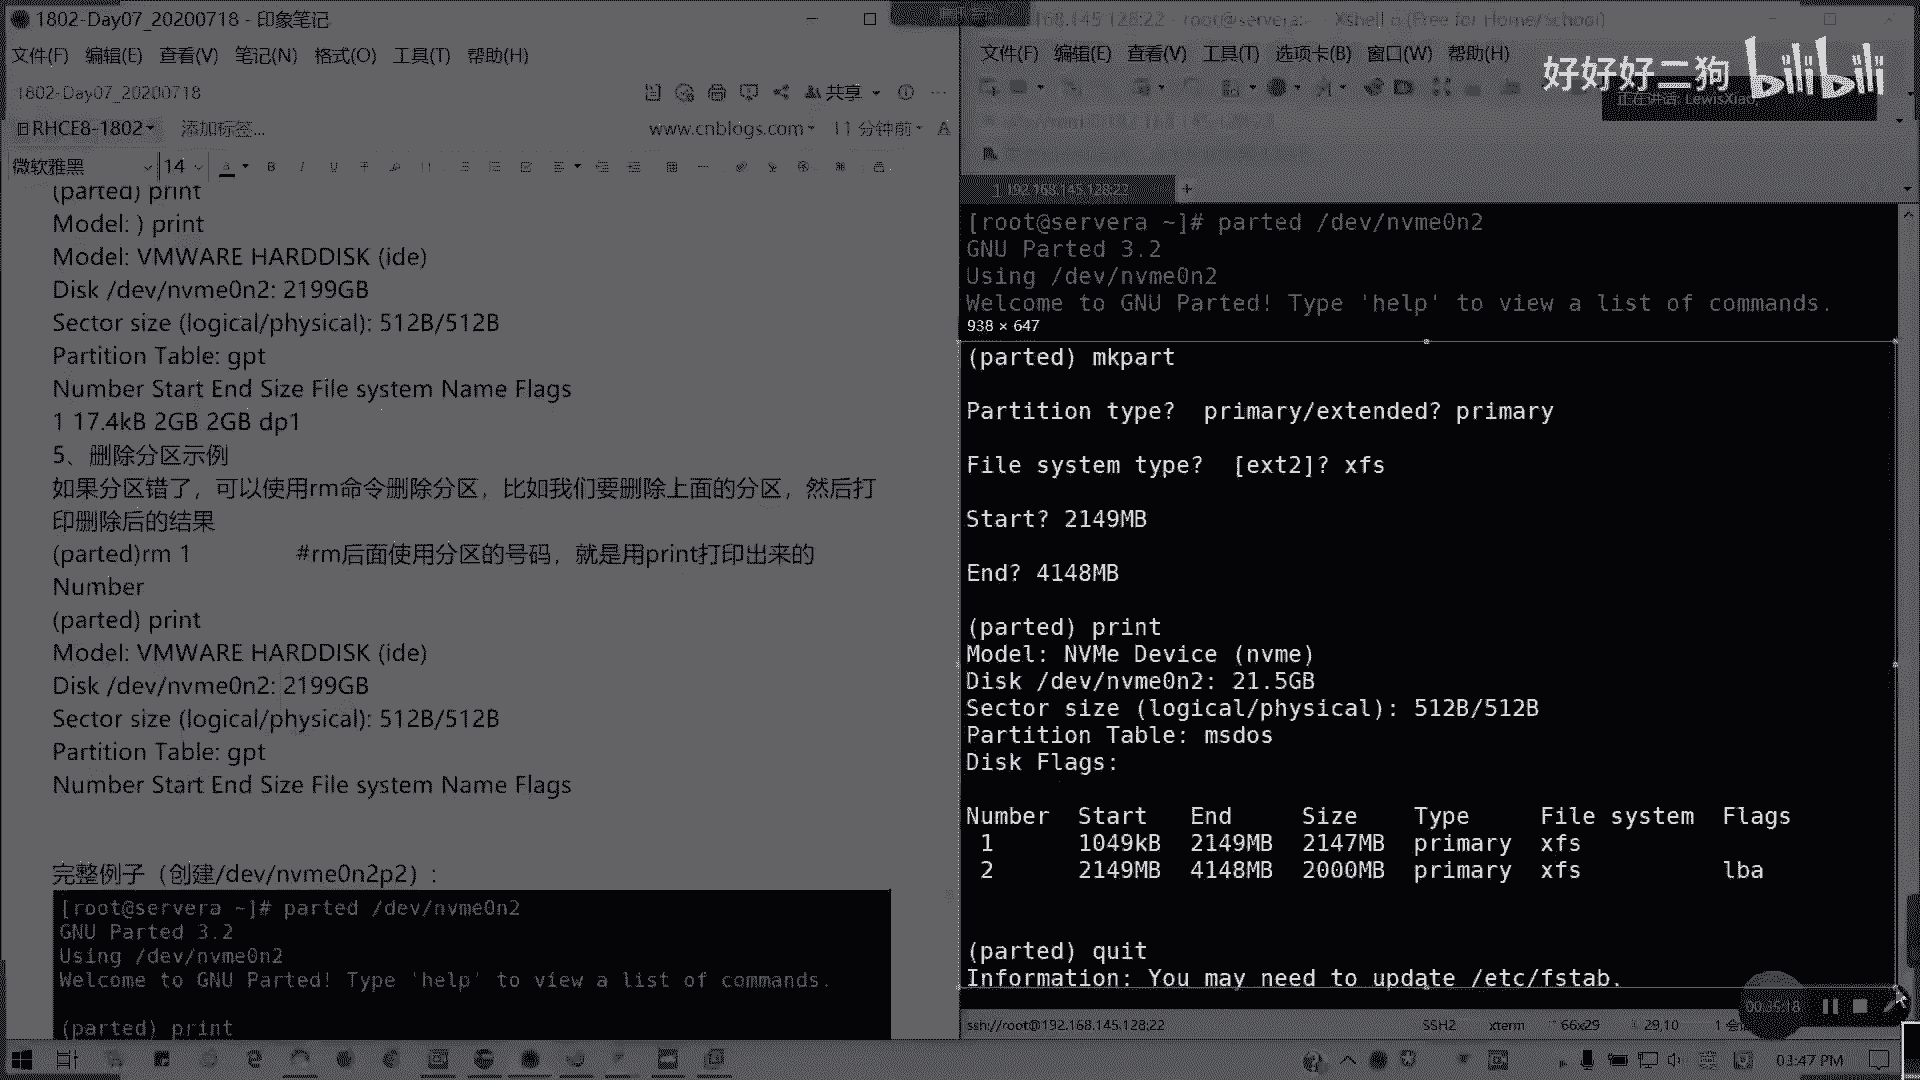 1802-Day07_20200718 - 印象笔记
文件(F) 编辑(E) 查看(V) 笔记(N) 格式(O) 工具(T) 帮助(H)
1802-Day07_20200718
共享
RHCE8-1802
添加标签...
www.cnblogs.com
11 分钟前
微软雅黑
14
(parted) print
Model: ) print
Model: VMWARE HARDDISK (ide)
Disk /dev/nvme0n2: 2199GB
Sector size (logical/physical): 512B/512B
Partition Table: gpt
Number Start End Size File system Name Flags
1 17.4kB 2GB 2GB dp1
5、删除分区示例
如果分区错了，可以使用rm命令删除分区，比如我们要删除上面的分区，然后打
印删除后的结果
(parted)rm 1 #rm后面使用分区的号码，就是用print打印出来的
Number
(parted) print
Model: VMWARE HARDDISK (ide)
Disk /dev/nvme0n2: 2199GB
Sector size (logical/physical): 512B/512B
Partition Table: gpt
Number Start End Size File system Name Flags
完整例子（创建/dev/nvme0n2p2）:
[root@servera ~]# parted /dev/nvme0n2
GNU Parted 3.2
Using /dev/nvme0n2
Welcome to GNU Parted! Type 'help' to view a list of commands.
(parted) print
68.145.128:22 - root@servera:~ - Xshell 6 (Free for Home/School)
文件(F) 编辑(E) 查看(V) 工具(T) 选项卡(B) 窗口(W) 帮助(H)
好好好二狗 bilibili
正在讲话: LewisXiao
1 192.168.145.128:22
[root@servera ~]# parted /dev/nvme0n2
GNU Parted 3.2
Using /dev/nvme0n2
Welcome to GNU Parted! Type 'help' to view a list of commands.
938 × 647
(parted) mkpart
Partition type? primary/extended? primary
File system type? [ext2]? xfs
Start? 2149MB
End? 4148MB
(parted) print
Model: NVMe Device (nvme)
Disk /dev/nvme0n2: 21.5GB
Sector size (logical/physical): 512B/512B
Partition Table: msdos
Disk Flags:
Number Start End Size Type File system Flags
1 1049kB 2149MB 2147MB primary xfs
2 2149MB 4148MB 2000MB primary xfs lba
(parted) quit
Information: You may need to update /etc/fstab.
00:35:18
ssh://root@192.168.145.128:22
SSH2
xterm
66x29
29,10
03:47 PM